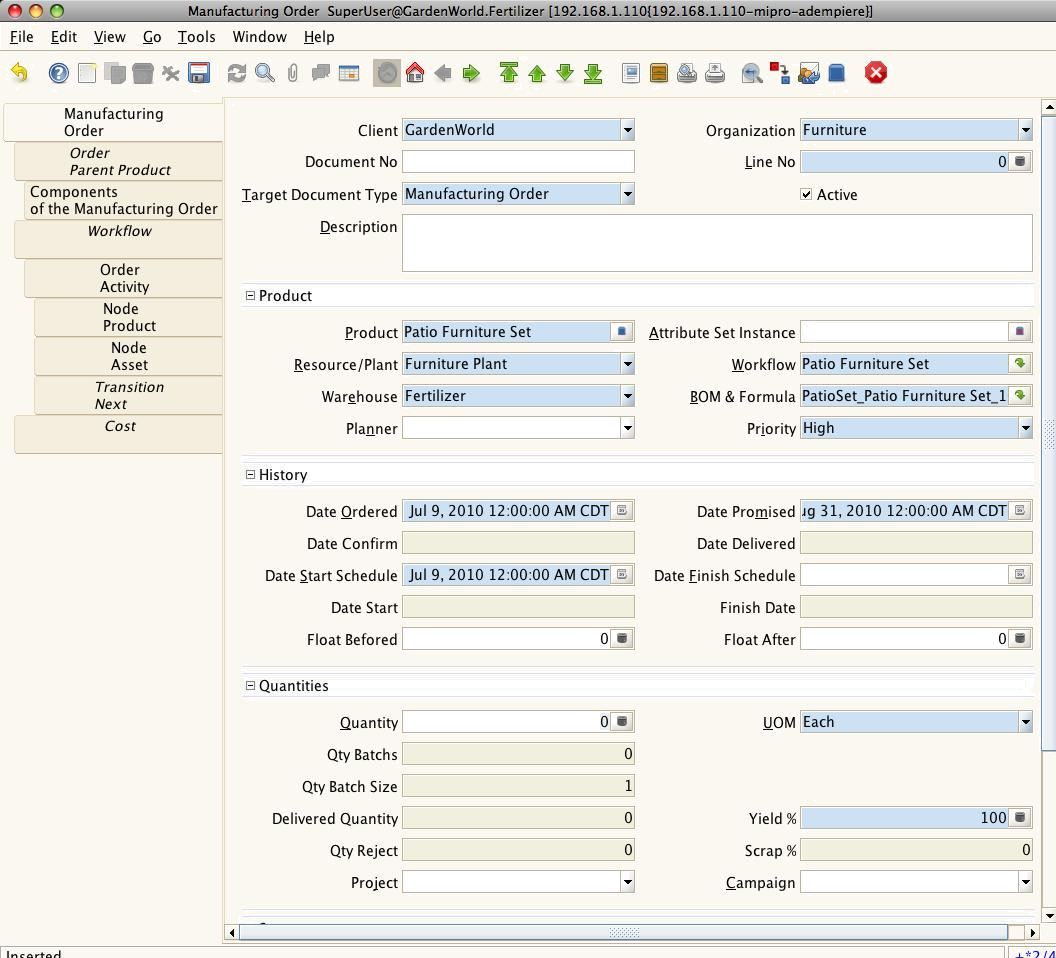 Manufacturing Order  SuperUser@GardenWorld.Fertilizer [192.168.1.110{192.168.1.110-mipro-adempiere}]
File Edit View Go Tools Window Help
Manufacturing
Order
Order
Parent Product
Components
of the Manufacturing Order
Workflow
Order
Activity
Node
Product
Node
Asset
Transition
Next
Cost
Client GardenWorld Organization Furniture
Document No Line No 0
Target Document Type Manufacturing Order Active
Description
Product
Product Patio Furniture Set Attribute Set Instance
Resource/Plant Furniture Plant Workflow Patio Furniture Set
Warehouse Fertilizer BOM & Formula PatioSet_Patio Furniture Set_1
Planner Priority High
History
Date Ordered Jul 9, 2010 12:00:00 AM CDT Date Promised ug 31, 2010 12:00:00 AM CDT
Date Confirm Date Delivered
Date Start Schedule Jul 9, 2010 12:00:00 AM CDT Date Finish Schedule
Date Start Finish Date
Float Befored 0 Float After 0
Quantities
Quantity 0 UOM Each
Qty Batchs 0
Qty Batch Size 1
Delivered Quantity 0 Yield % 100
Qty Reject 0 Scrap % 0
Project Campaign
Inserted +*2/4